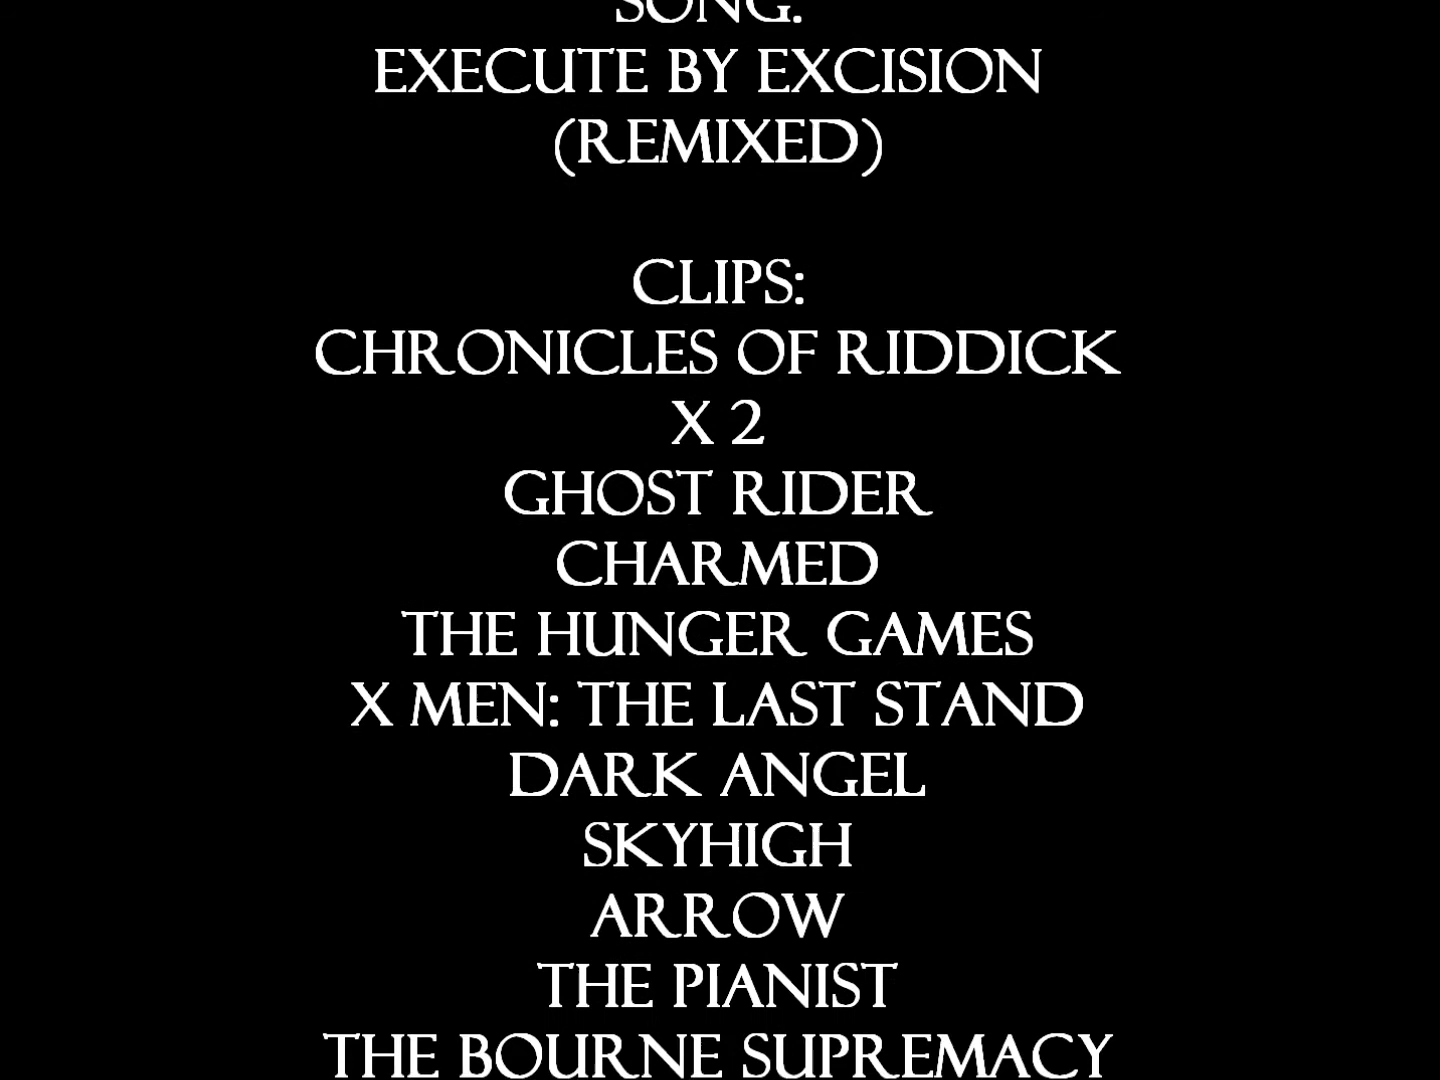 SONG:
EXECUTE BY EXCISION
(REMIXED)
CLIPS:
CHRONICLES OF RIDDICK
X 2
GHOST RIDER
CHARMED
THE HUNGER GAMES
X MEN: THE LAST STAND
DARK ANGEL
SKYHIGH
ARROW
THE PIANIST
THE BOURNE SUPREMACY